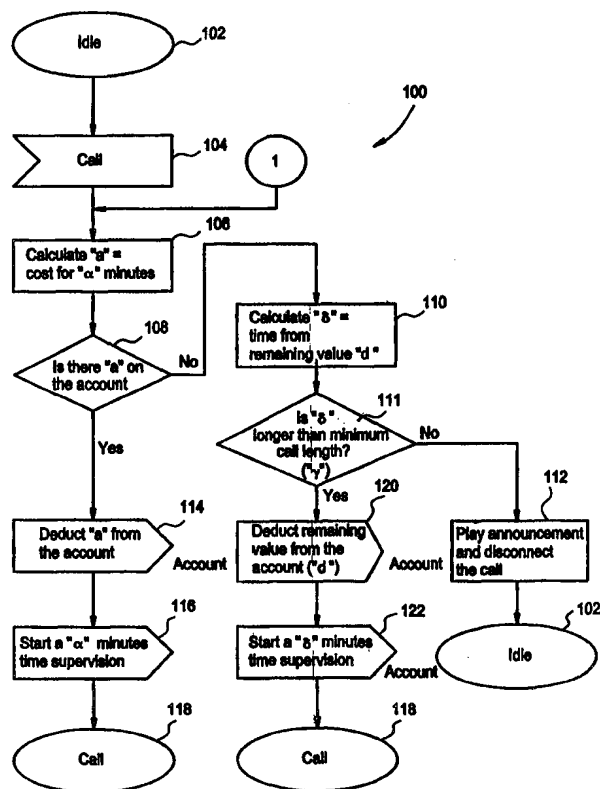 Idle
102
100
Call
104
1
106
Calculate "a" =
cost for "α" minutes
108
Is there "a" on
the account
No
Yes
Calculate "δ" =
time from
remaining value "d"
110
111
Is "δ"
longer than minimum
call length?
("γ")
No
Yes
114
Deduct "a" from
the account
Account
120
Deduct remaining
value from the
account ("d")
Account
112
Play announcement
and disconnect
the call
116
Start a "α" minutes
time supervision
122
Start a "δ" minutes
time supervision
Account
102
Idle
118
Call
118
Call